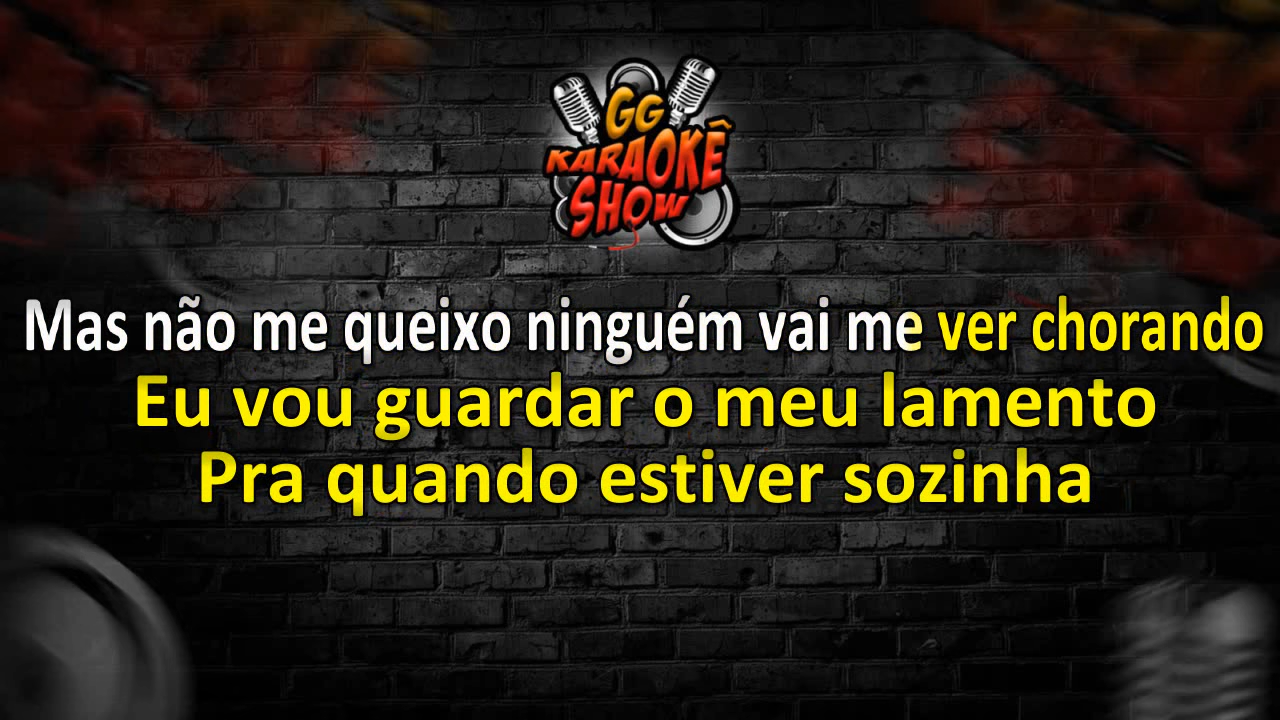 GG
KARAOKÊ
SHOW
Mas não me queixo ninguém vai me ver chorando
Eu vou guardar o meu lamento
Pra quando estiver sozinha